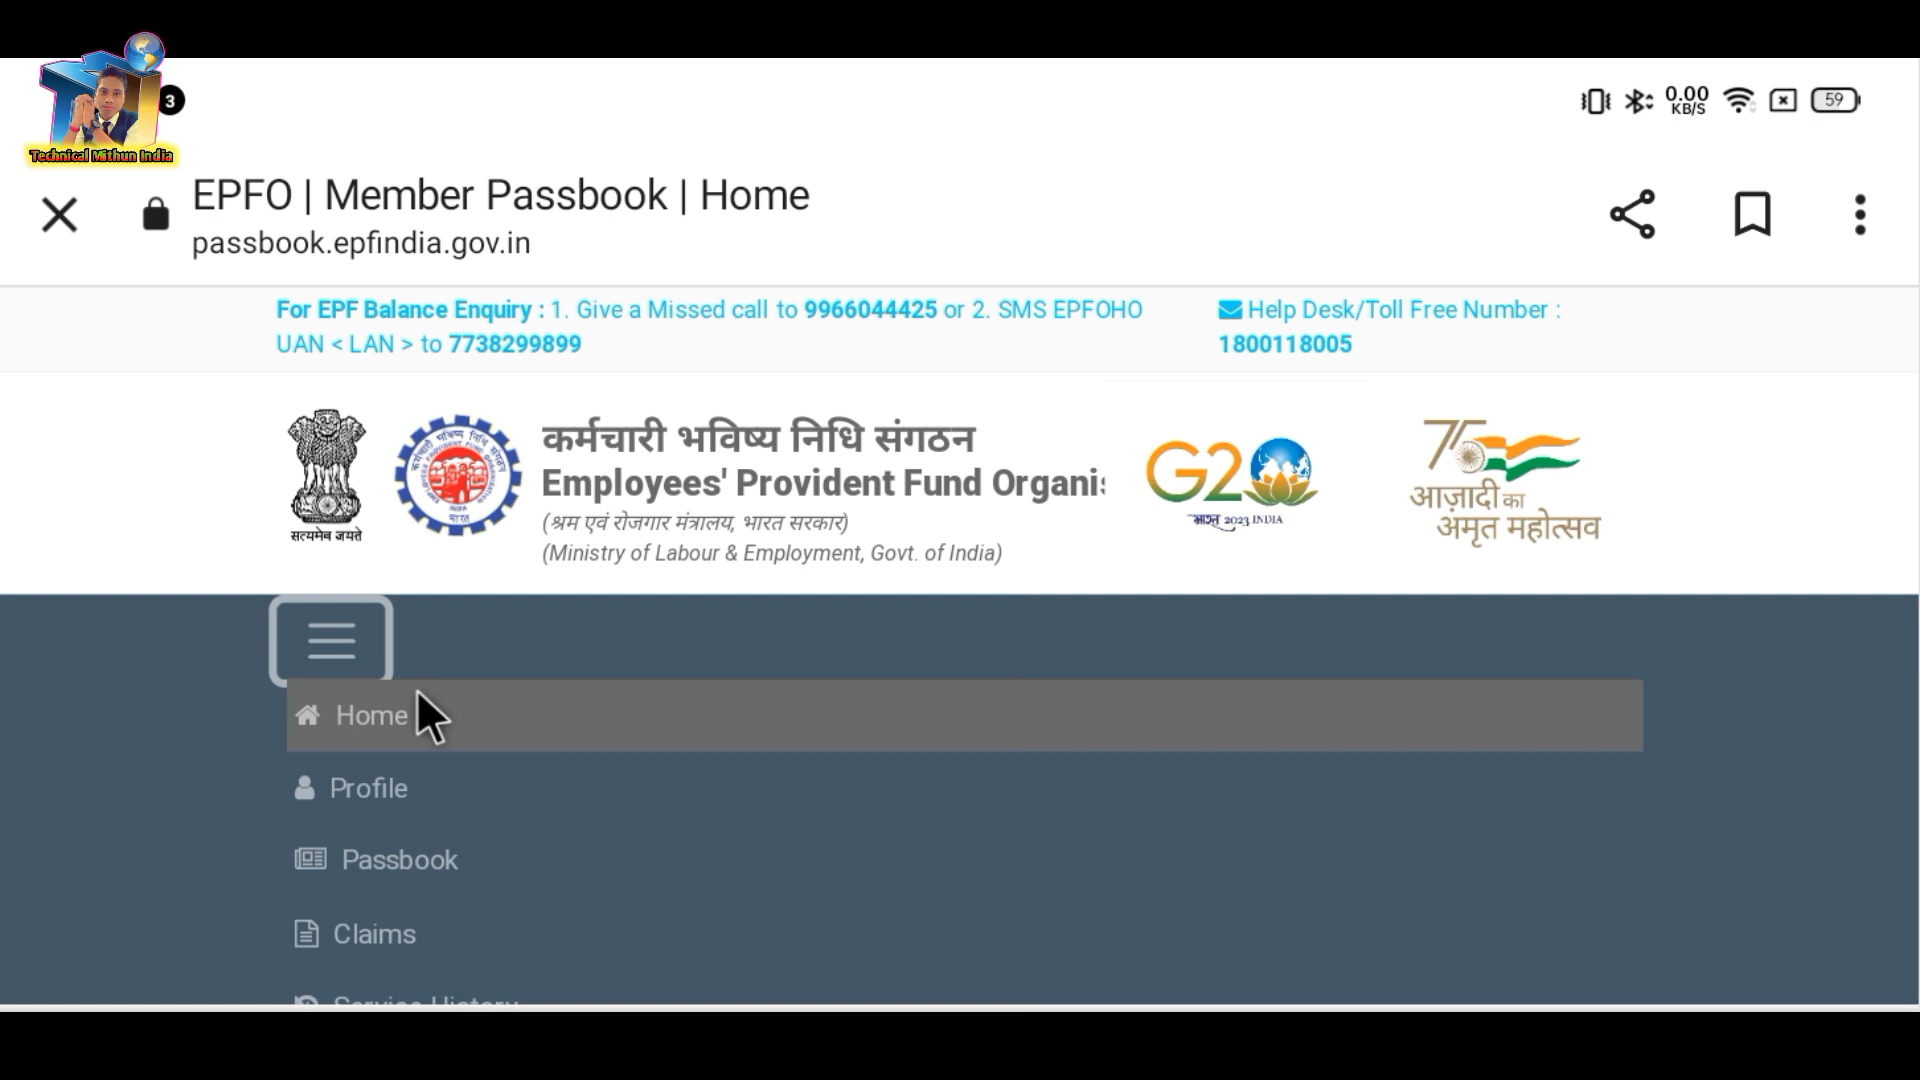 3
0.00
KB/S
59
Technical Mithun India
EPFO | Member Passbook | Home
passbook.epfindia.gov.in
For EPF Balance Enquiry : 1. Give a Missed call to 9966044425 or 2. SMS EPFOHO
UAN < LAN > to 7738299899
Help Desk/Toll Free Number :
1800118005
कर्मचारी भविष्य निधि संगठन
Employees' Provident Fund Organi
(श्रम एवं रोजगार मंत्रालय, भारत सरकार)
(Ministry of Labour & Employment, Govt. of India)
सत्यमेव जयते
G20
भारत 2023 INDIA
75
आज़ादी का
अमृत महोत्सव
Home
Profile
Passbook
Claims
Service History